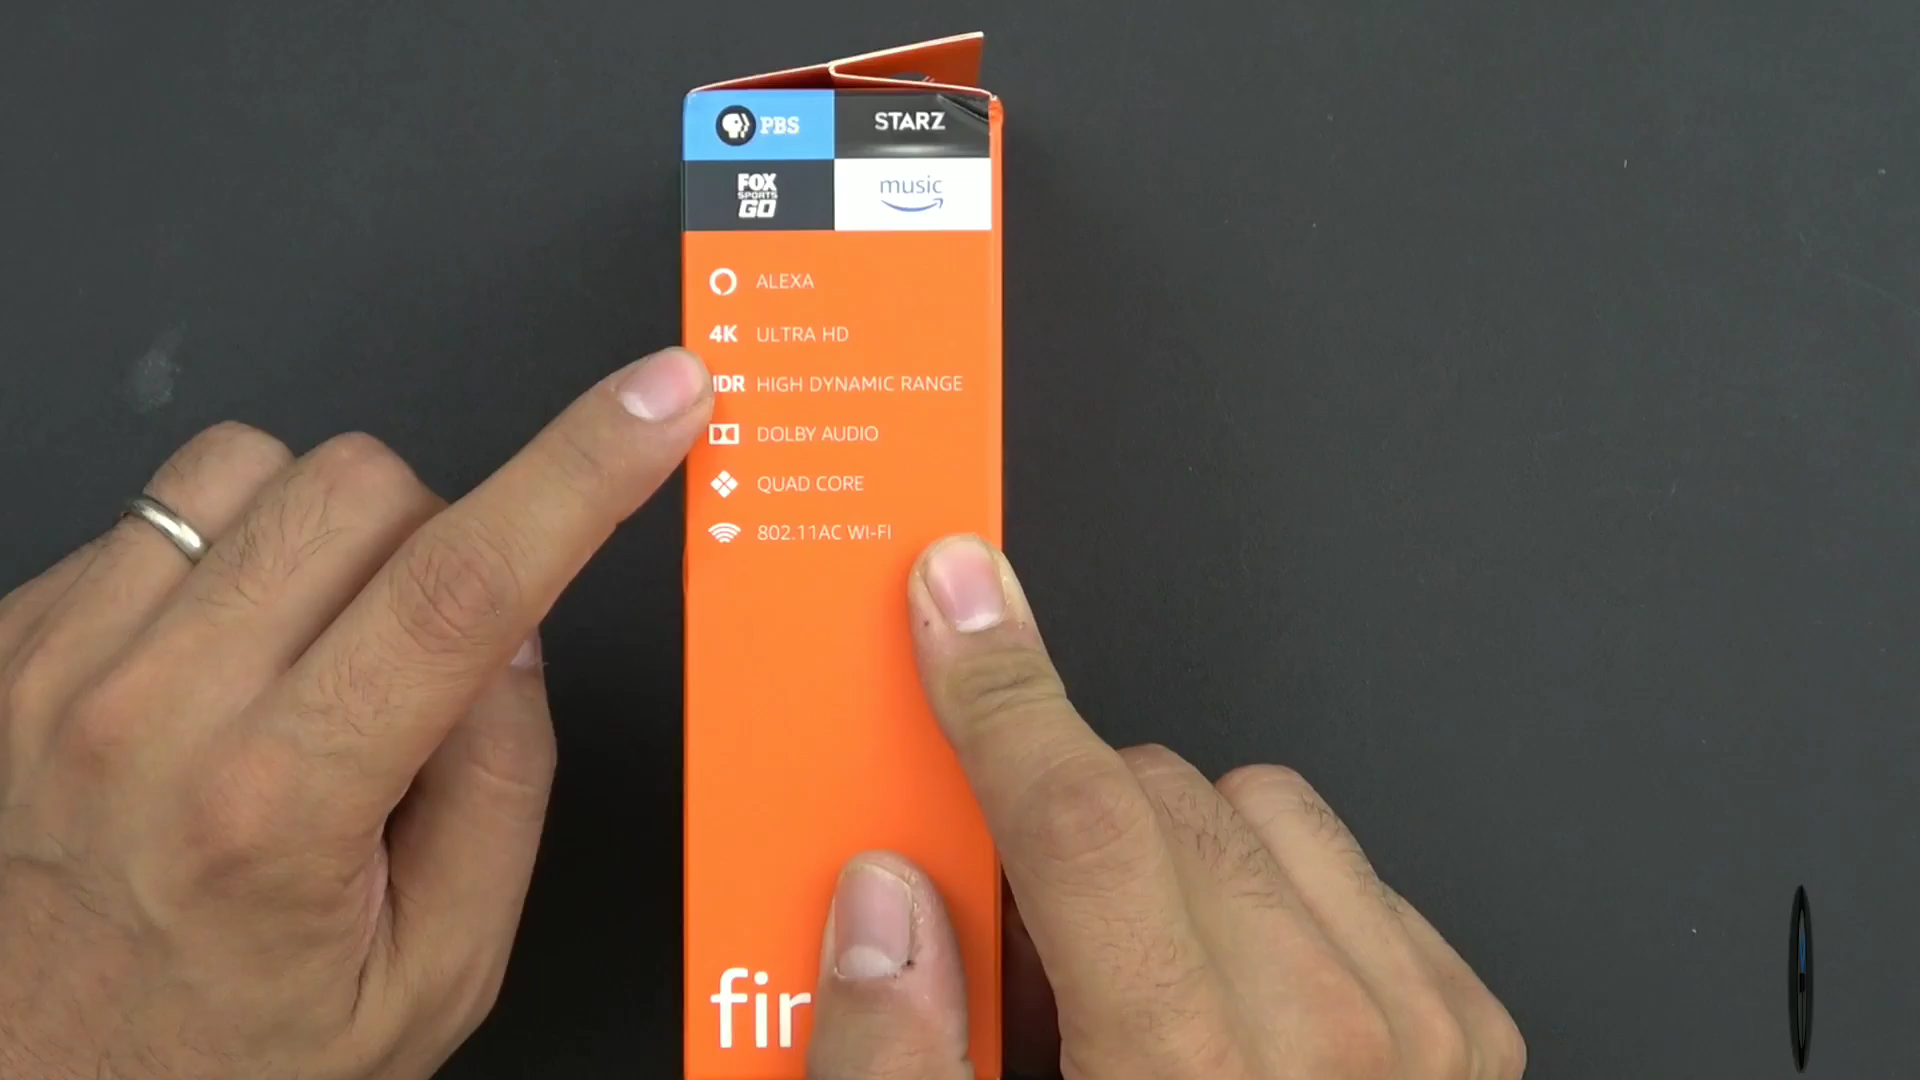 PBS
STARZ
FOX
SPORTS
GO
music
ALEXA
4K ULTRA HD
HIGH DYNAMIC RANGE
DOLBY AUDIO
QUAD CORE
802.11AC WI-FI